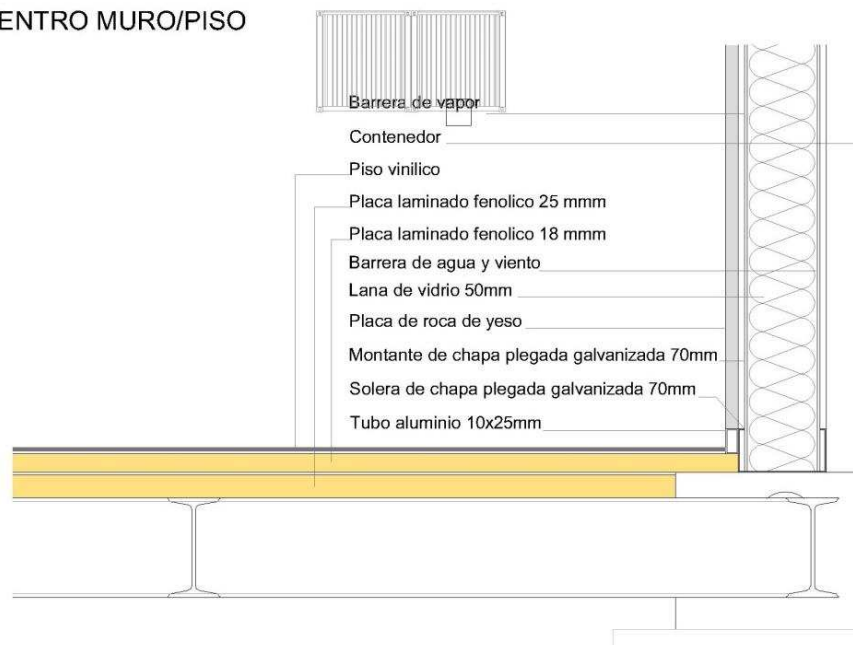 ENTRO MURO/PISO
Barrera de vapor
Contenedor
Piso vinilico
Placa laminado fenolico 25 mmm
Placa laminado fenolico 18 mmm
Barrera de agua y viento
Lana de vidrio 50mm
Placa de roca de yeso
Montante de chapa plegada galvanizada 70mm
Solera de chapa plegada galvanizada 70mm
Tubo aluminio 10x25mm